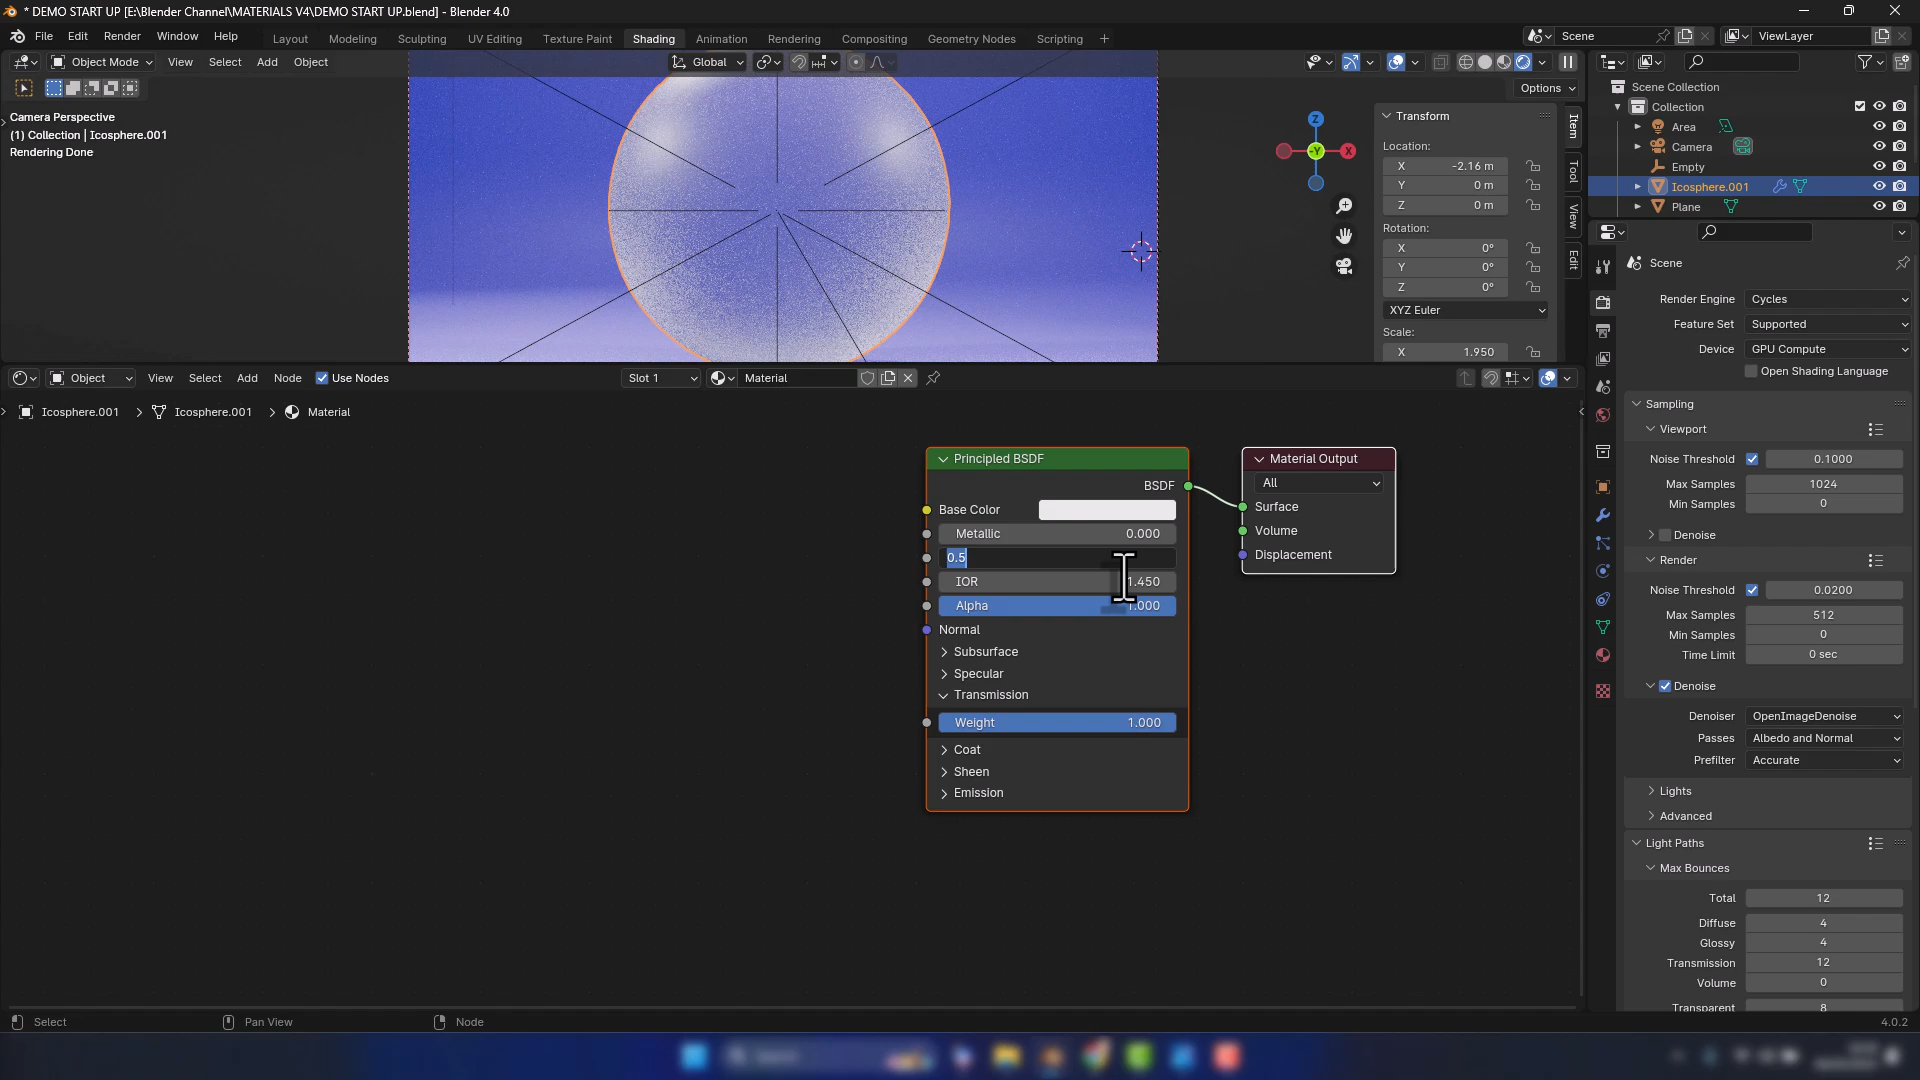 * DEMO START UP [E:\Blender Channel\MATERIALS V4\DEMO START UP.blend] - Blender 4.0
File Edit Render Window Help Layout Modeling Sculpting UV Editing Texture Paint Shading Animation Rendering Compositing Geometry Nodes Scripting + Scene ViewLayer
Object Mode View Select Add Object Global
Options
Camera Perspective
(1) Collection | Icosphere.001
Rendering Done
Z
Y
X
Transform
Location:
X -2.16 m
Y 0 m
Z 0 m
Rotation:
X 0°
Y 0°
Z 0°
XYZ Euler
Scale:
X 1.950
Item
Tool
View
Edit
Scene Collection
Collection
Area
Camera
Empty
Icosphere.001
Plane
Scene
Render Engine Cycles
Feature Set Supported
Device GPU Compute
Open Shading Language
Sampling
Viewport
Noise Threshold 0.1000
Max Samples 1024
Min Samples 0
Denoise
Render
Noise Threshold 0.0200
Max Samples 512
Min Samples 0
Time Limit 0 sec
Denoise
Denoiser OpenImageDenoise
Passes Albedo and Normal
Prefilter Accurate
Lights
Advanced
Light Paths
Max Bounces
Total 12
Diffuse 4
Glossy 4
Transmission 12
Volume 0
Transparent 8
Object View Select Add Node Use Nodes Slot 1 Material
Icosphere.001 > Icosphere.001 > Material
Principled BSDF
BSDF
Base Color
Metallic 0.000
0.5
IOR 1.450
Alpha 1.000
Normal
Subsurface
Specular
Transmission
Weight 1.000
Coat
Sheen
Emission
Material Output
All
Surface
Volume
Displacement
Select Pan View Node 4.0.2
Search